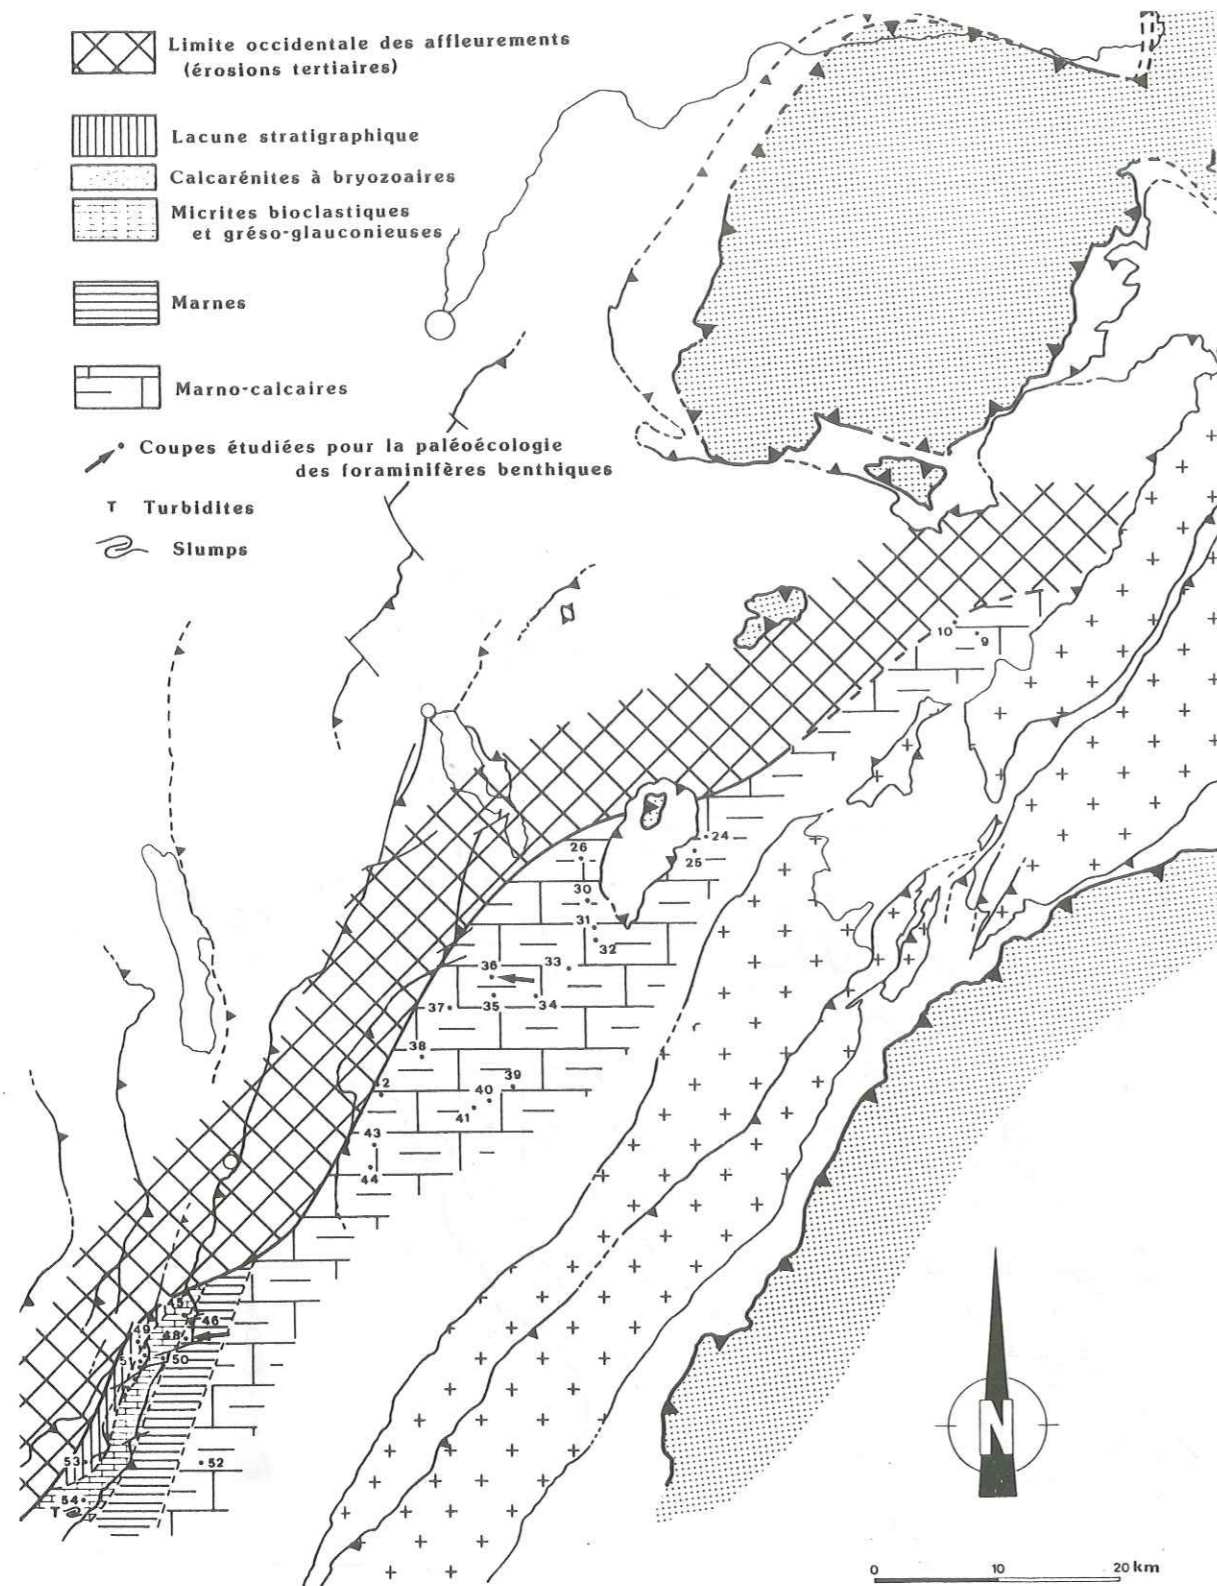 Limite occidentale des affleurements
(érosions tertiaires)
Lacune stratigraphique
Calcarénites à bryozoaires
Micrites bioclastiques
et gréso-glauconieuses
Marnes
Marno-calcaires
Coupes étudiées pour la paléoécologie
des foraminifères benthiques
T Turbidites
Slumps
10
9
24
26
25
30
31
32
36
33
37
35
34
38
39
40
41
43
44
45
46
49
48
50
53
52
54
T
N
0 10 20 km